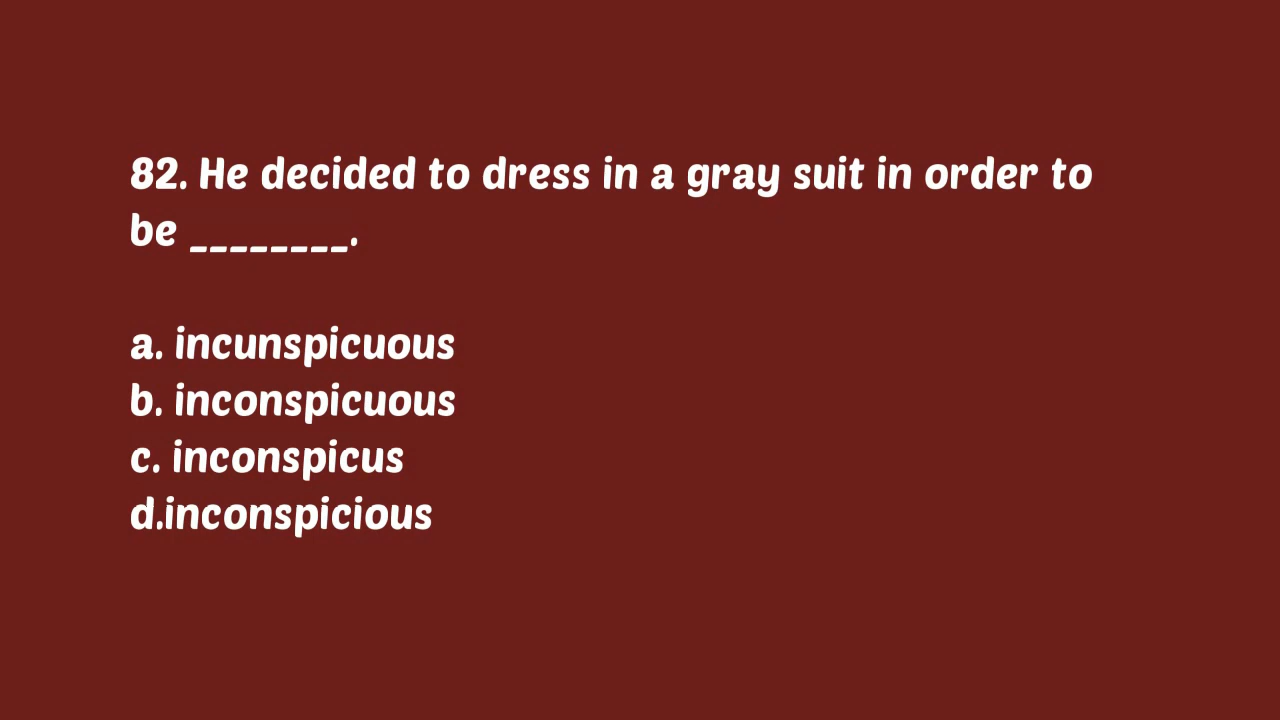 82. He decided to dress in a gray suit in order to
be ________.
a. incunspicuous
b. inconspicuous
c. inconspicus
d.inconspicious